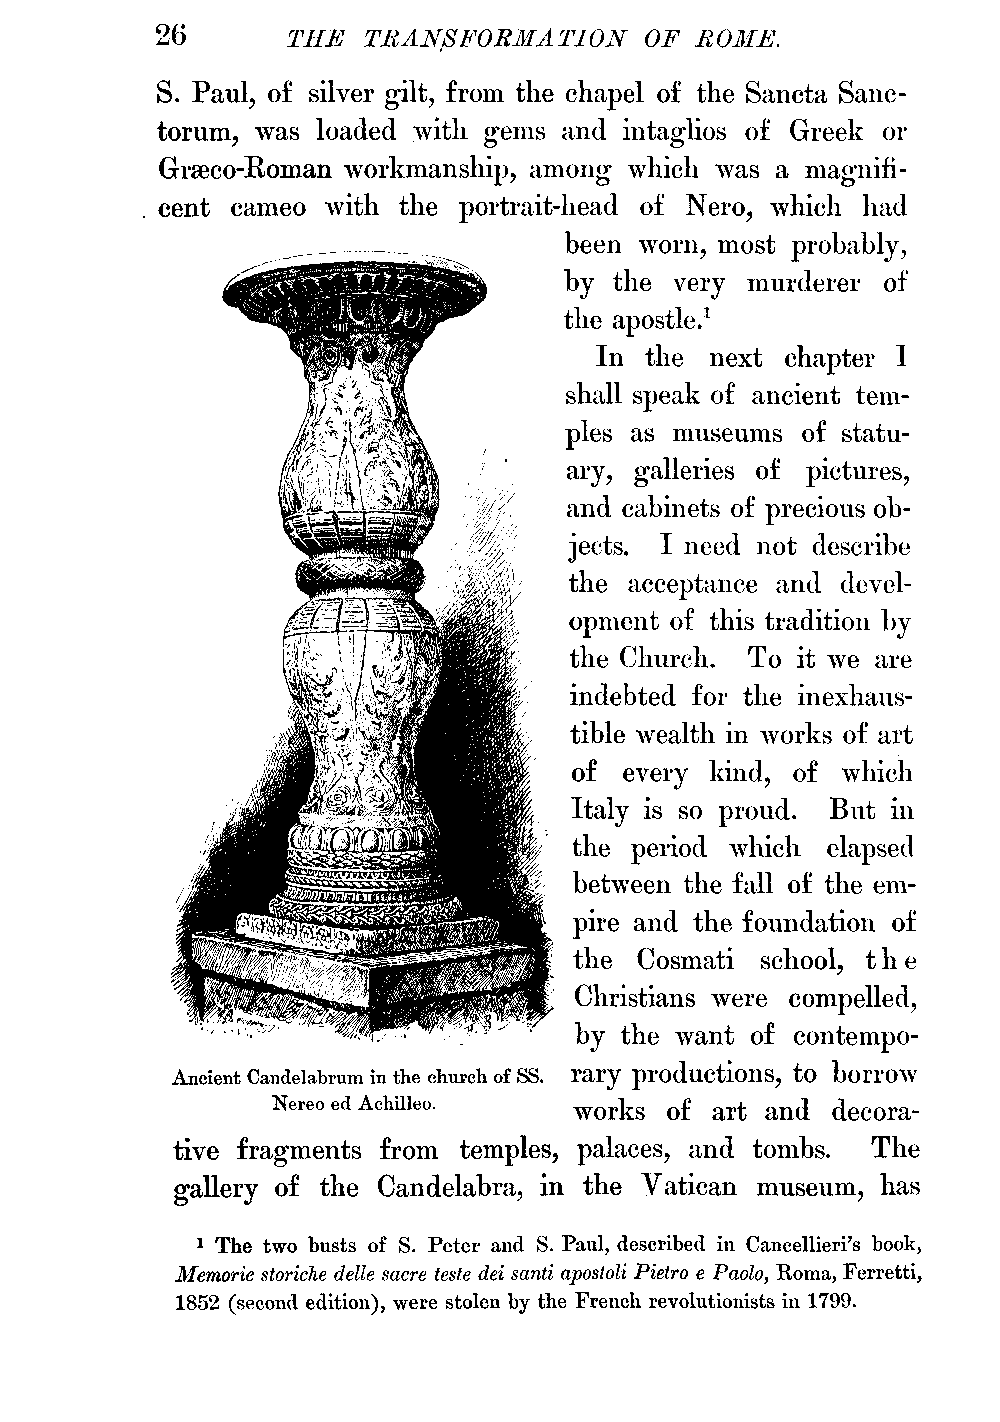 26 THE TRANSFORMATION OF ROME.
S. Paul, of silver gilt, from the chapel of the Sancta Sanc-
torum, was loaded with gems and intaglios of Greek or
Græco-Roman workmanship, among which was a magnifi-
cent cameo with the portrait-head of Nero, which had
been worn, most probably,
by the very murderer of
the apostle.¹
In the next chapter I
shall speak of ancient tem-
ples as museums of statu-
ary, galleries of pictures,
and cabinets of precious ob-
jects. I need not describe
the acceptance and devel-
opment of this tradition by
the Church. To it we are
indebted for the inexhaus-
tible wealth in works of art
of every kind, of which
Italy is so proud. But in
the period which elapsed
between the fall of the em-
pire and the foundation of
the Cosmati school, the
Christians were compelled,
by the want of contempo-
rary productions, to borrow
works of art and decora-
Ancient Candelabrum in the church of SS.
Nereo ed Achilleo.
tive fragments from temples, palaces, and tombs. The
gallery of the Candelabra, in the Vatican museum, has
¹ The two busts of S. Peter and S. Paul, described in Cancellieri's book,
Memorie storiche delle sacre teste dei santi apostoli Pietro e Paolo, Roma, Ferretti,
1852 (second edition), were stolen by the French revolutionists in 1799.